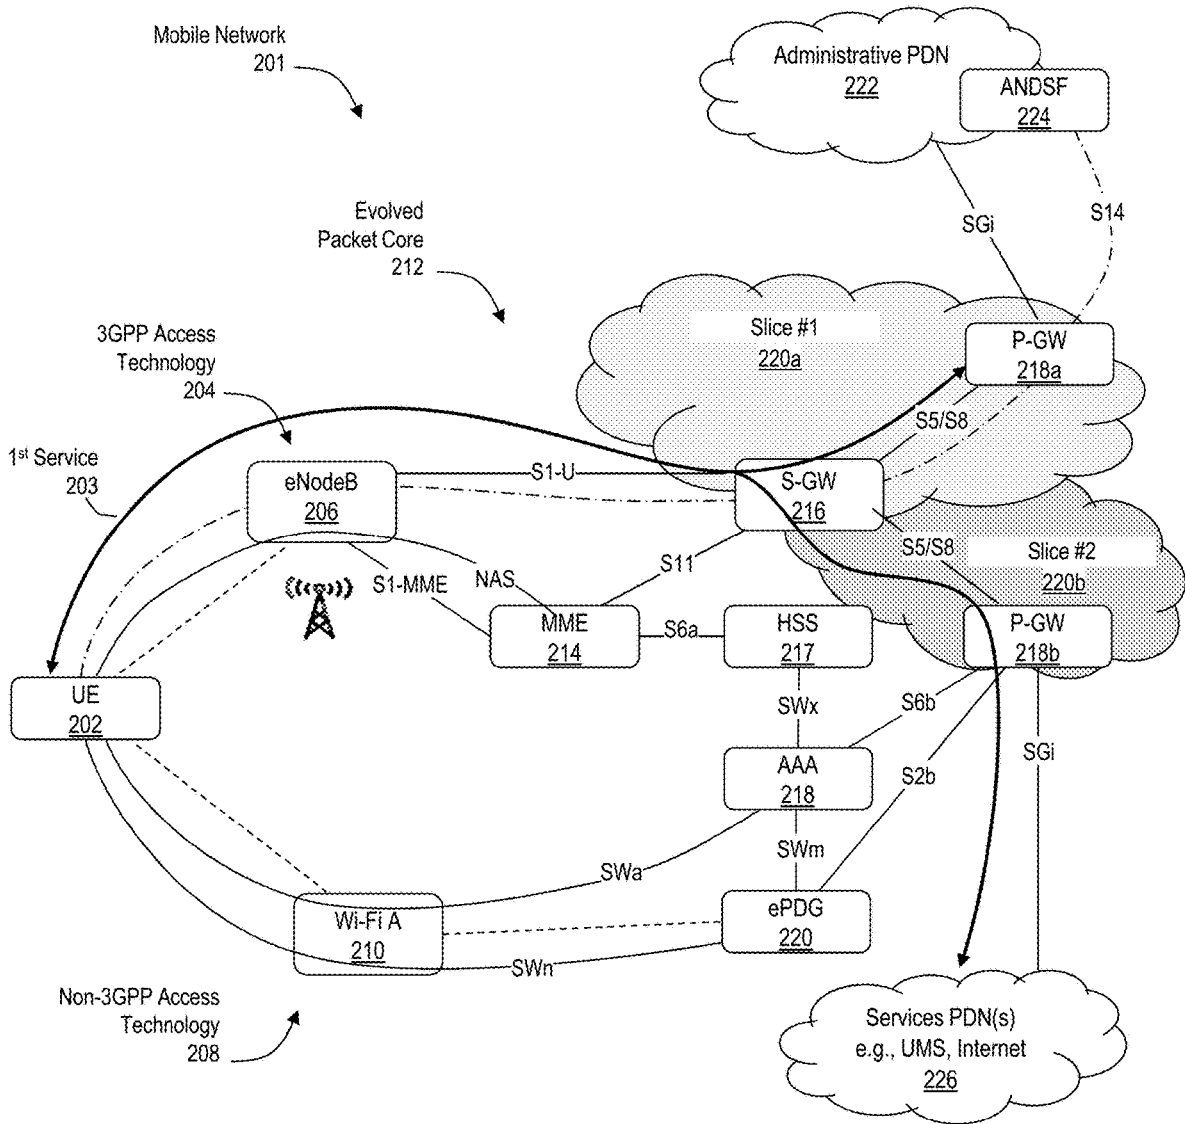 Mobile Network
201
Administrative PDN
222
ANDSF
224
Evolved
Packet Core
212
SGi
S14
3GPP Access
Technology
204
Slice #1
220a
P-GW
218a
S5/S8
1st Service
203
eNodeB
206
S1-U
S-GW
216
S5/S8
Slice #2
220b
S1-MME
NAS
S11
MME
214
S6a
HSS
217
P-GW
218b
UE
202
SWx
S6b
AAA
218
S2b
SGi
SWm
SWa
Wi-Fi A
210
ePDG
220
SWn
Non-3GPP Access
Technology
208
Services PDN(s)
e.g., UMS, Internet
226